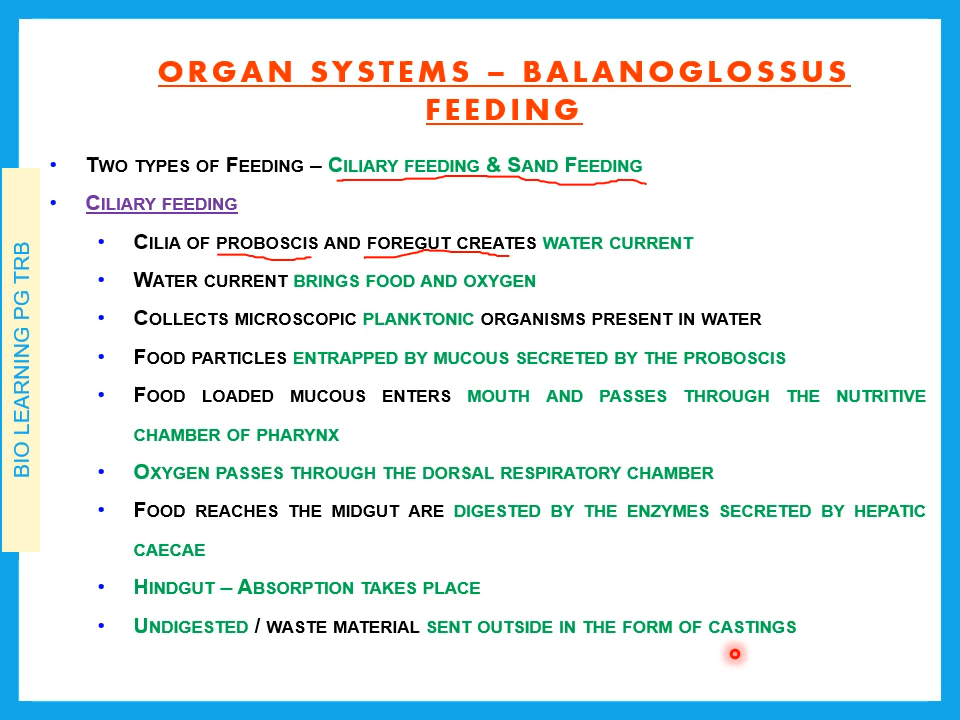 ORGAN SYSTEMS – BALANOGLOSSUS
FEEDING
• TWO TYPES OF FEEDING – CILIARY FEEDING & SAND FEEDING
• CILIARY FEEDING
• CILIA OF PROBOSCIS AND FOREGUT CREATES WATER CURRENT
• WATER CURRENT BRINGS FOOD AND OXYGEN
• COLLECTS MICROSCOPIC PLANKTONIC ORGANISMS PRESENT IN WATER
• FOOD PARTICLES ENTRAPPED BY MUCOUS SECRETED BY THE PROBOSCIS
• FOOD LOADED MUCOUS ENTERS MOUTH AND PASSES THROUGH THE NUTRITIVE
CHAMBER OF PHARYNX
• OXYGEN PASSES THROUGH THE DORSAL RESPIRATORY CHAMBER
• FOOD REACHES THE MIDGUT ARE DIGESTED BY THE ENZYMES SECRETED BY HEPATIC
CAECAE
• HINDGUT – ABSORPTION TAKES PLACE
• UNDIGESTED / WASTE MATERIAL SENT OUTSIDE IN THE FORM OF CASTINGS
BIO LEARNING PG TRB